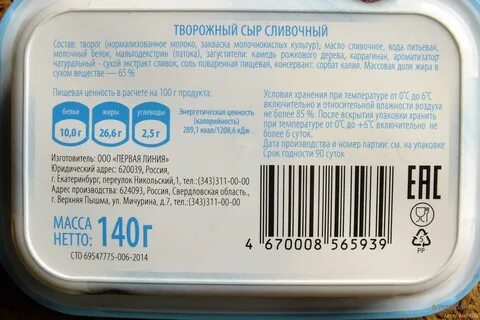 ТВОРОЖНЫЙ СЫР СЛИВОЧНЫЙ
Состав: творог (нормализованное молоко, закваска молочнокислых культур), масло сливочное, вода питьевая,
молочный белок, мальтодекстрин (патока), загустители: камедь рожкового дерева, каррагинан, ароматизатор
натуральный - сухой экстракт сливок, соль поваренная пищевая, консервант: сорбат калия. Массовая доля жира в
сухом веществе — 65 %
Пищевая ценность в расчете на 100 г продукта:
белки
10,0 г
жиры
26,6 г
углеводы
2,5 г
Энергетическая ценность
(калорийность):
289,1 ккал/1208,6 кДж
Условия хранения
при температуре от 0°С до 6°С
включительно и относительной влажности воздуха
не более 85 %. После вскрытия упаковки хранить
при температуре от 0°С до +6°С включительно не
более 6 суток.
Дата производства и номер партии: см. на упаковке
Срок годности 90 суток
Изготовитель: ООО «ПЕРВАЯ ЛИНИЯ»
Юридический адрес: 620039, Россия,
г. Екатеринбург, переулок Никольский,1, тел.:(343)311-00-00
Адрес производства: 624093, Россия, Свердловская область,
г. Верхняя Пышма, ул. Мичурина, д.7, тел.:(343)311-00-00
МАССА
НЕТТО: 140г
СТО 69547775-006-2014
4 670008 565939
ЕАС
5
PP